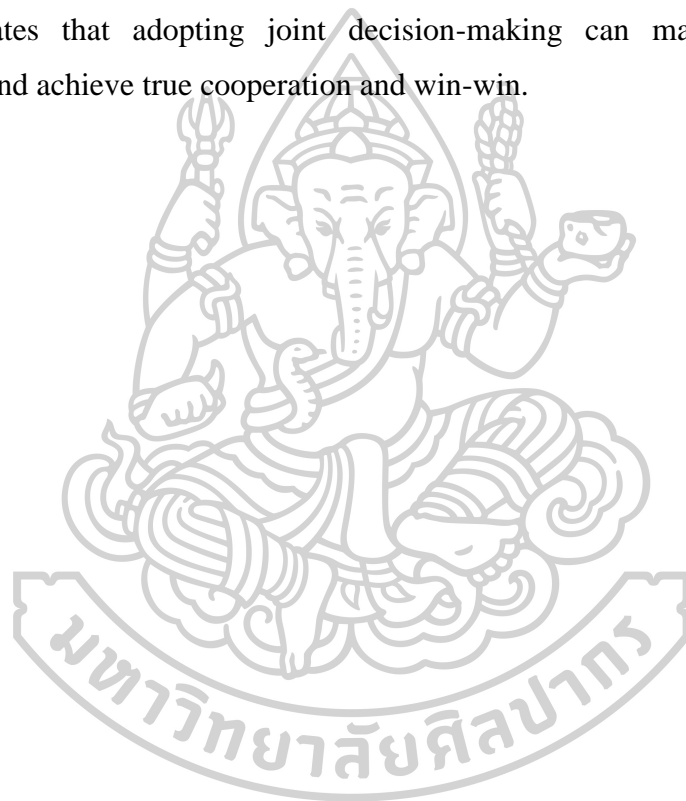 ates that adopting joint decision-making can ma
nd achieve true cooperation and win-win.
มหาวิทยาลัยศิลปากร